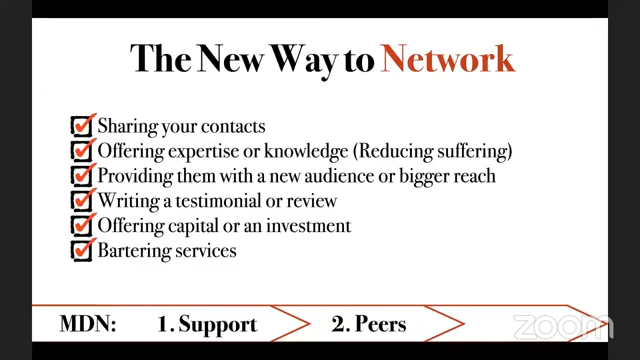 The New Way to Network
Sharing your contacts
Offering expertise or knowledge (Reducing suffering)
Providing them with a new audience or bigger reach
Writing a testimonial or review
Offering capital or an investment
Bartering services
MDN: 1. Support 2. Peers
zoom